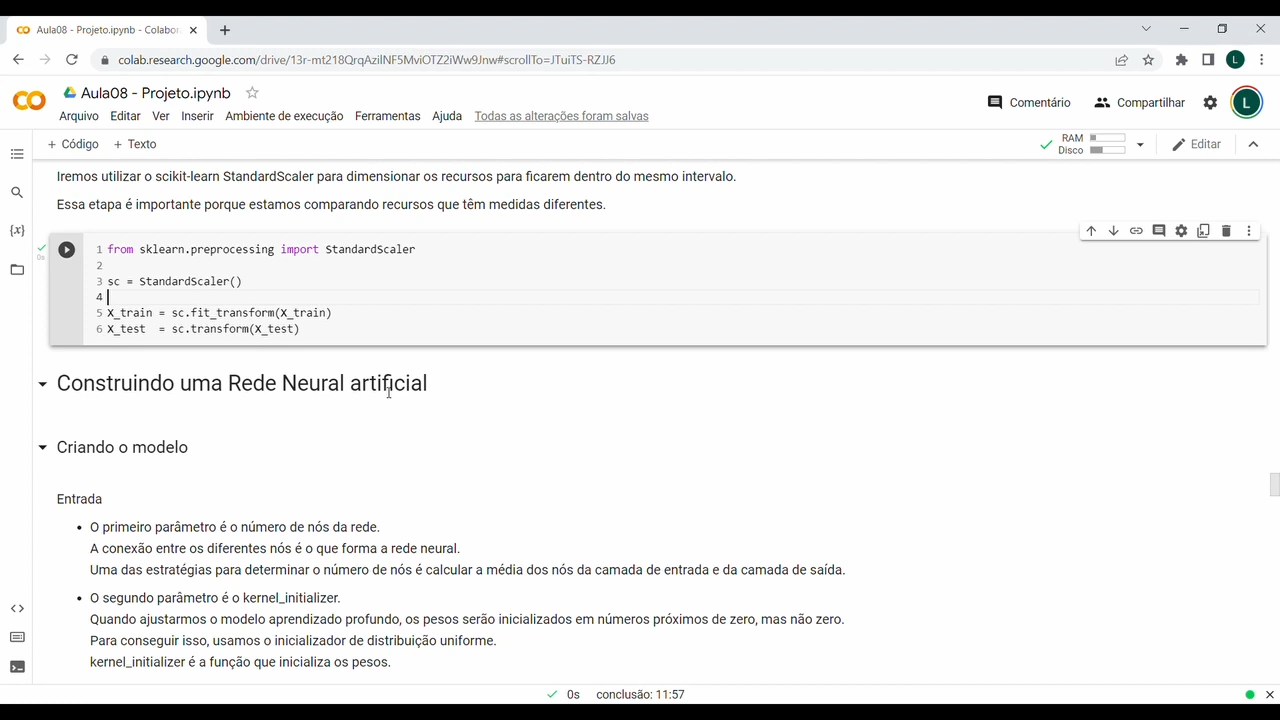 Aula08 - Projeto.ipynb - Colabor
colab.research.google.com/drive/13r-mt218QrqAzilNF5MviOTZ2iWw9Jnw#scrollTo=JTuiTS-RZJJ6
L
Aula08 - Projeto.ipynb
Comentário
Compartilhar
L
Arquivo Editar Ver Inserir Ambiente de execução Ferramentas Ajuda Todas as alterações foram salvas
+ Código + Texto
RAM
Disco
Editar
Iremos utilizar o scikit-learn StandardScaler para dimensionar os recursos para ficarem dentro do mesmo intervalo.
Essa etapa é importante porque estamos comparando recursos que têm medidas diferentes.
0s
1 from sklearn.preprocessing import StandardScaler
2
3 sc = StandardScaler()
4
5 X_train = sc.fit_transform(X_train)
6 X_test  = sc.transform(X_test)
Construindo uma Rede Neural artificial
Criando o modelo
Entrada
• O primeiro parâmetro é o número de nós da rede.
A conexão entre os diferentes nós é o que forma a rede neural.
Uma das estratégias para determinar o número de nós é calcular a média dos nós da camada de entrada e da camada de saída.
• O segundo parâmetro é o kernel_initializer.
Quando ajustarmos o modelo aprendizado profundo, os pesos serão inicializados em números próximos de zero, mas não zero.
Para conseguir isso, usamos o inicializador de distribuição uniforme.
kernel_initializer é a função que inicializa os pesos.
0s conclusão: 11:57